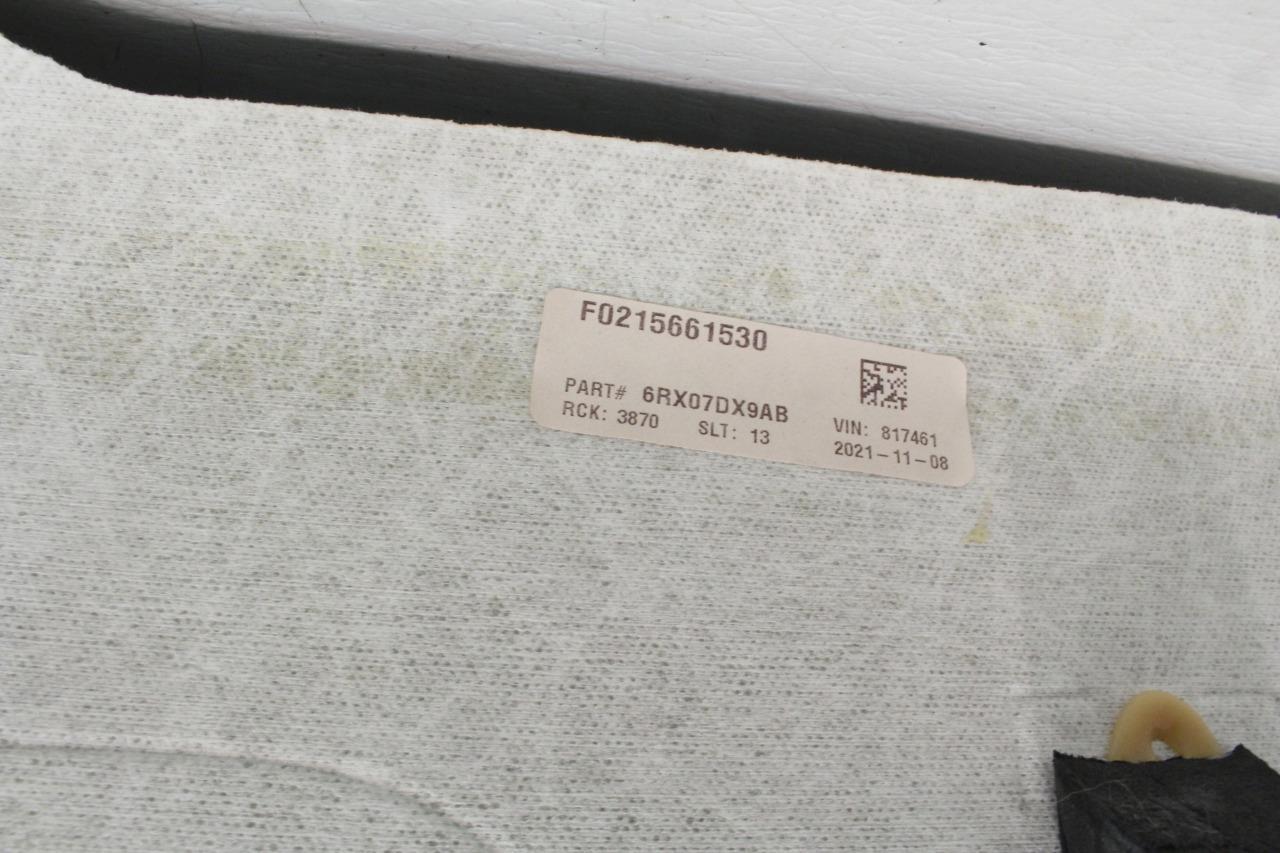 F0215661530
PART# 6RX07DX9AB
RCK: 3870 SLT: 13
VIN: 817461
2021-11-08